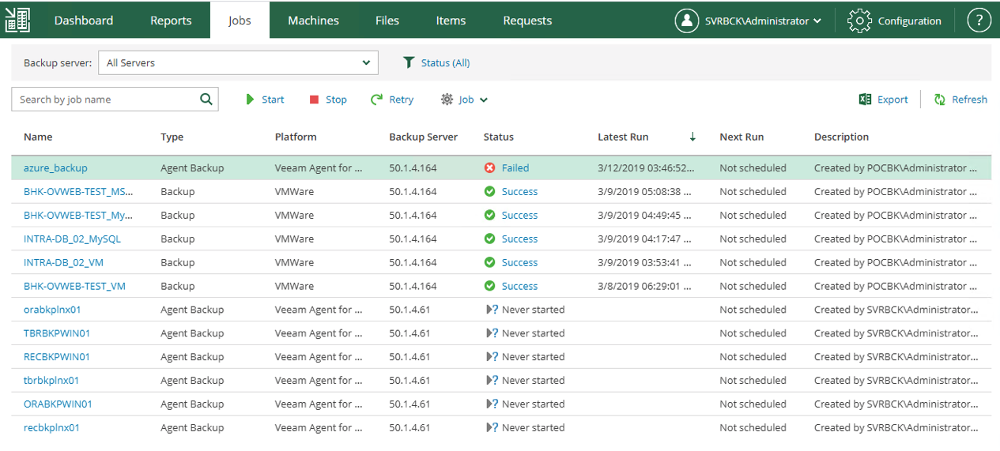 Dashboard Reports Jobs Machines Files Items Requests SVRBCK\Administrator Configuration ?
Backup server: All Servers Status (All)
Search by job name Start Stop Retry Job Export Refresh
Name Type Platform Backup Server Status Latest Run Next Run Description
azure_backup Agent Backup Veeam Agent for ... 50.1.4.164 Failed 3/12/2019 03:46:52... Not scheduled Created by POCBK\Administrator ...
BHK-OVWEB-TEST_MS... Backup VMWare 50.1.4.164 Success 3/9/2019 05:08:38 ... Not scheduled Created by POCBK\Administrator ...
BHK-OVWEB-TEST_My... Backup VMWare 50.1.4.164 Success 3/9/2019 04:49:45 ... Not scheduled Created by POCBK\Administrator ...
INTRA-DB_02_MySQL Backup VMWare 50.1.4.164 Success 3/9/2019 04:17:47 ... Not scheduled Created by POCBK\Administrator ...
INTRA-DB_02_VM Backup VMWare 50.1.4.164 Success 3/9/2019 03:53:41 ... Not scheduled Created by POCBK\Administrator ...
BHK-OVWEB-TEST_VM Backup VMWare 50.1.4.164 Success 3/8/2019 06:29:01 ... Not scheduled Created by POCBK\Administrator ...
orabkplnx01 Agent Backup Veeam Agent for ... 50.1.4.61 ? Never started Not scheduled Created by SVRBCK\Administrator...
TBRBKPWIN01 Agent Backup Veeam Agent for ... 50.1.4.61 ? Never started Not scheduled Created by SVRBCK\Administrator...
RECBKPWIN01 Agent Backup Veeam Agent for ... 50.1.4.61 ? Never started Not scheduled Created by SVRBCK\Administrator...
tbrbkplnx01 Agent Backup Veeam Agent for ... 50.1.4.61 ? Never started Not scheduled Created by SVRBCK\Administrator...
ORABKPWIN01 Agent Backup Veeam Agent for ... 50.1.4.61 ? Never started Not scheduled Created by SVRBCK\Administrator...
recbkplnx01 Agent Backup Veeam Agent for ... 50.1.4.61 ? Never started Not scheduled Created by SVRBCK\Administrator...